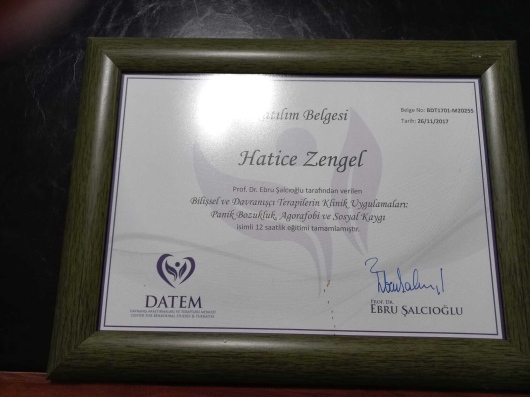 Belgesi
Belge No: BDT1701-M20255
Tarih: 26/11/2017
Hatice Zengel
Prof. Dr. Ebru Şalcıoğlu tarafından verilen
Bilişsel ve Davranışçı Terapilerin Klinik Uygulamaları:
Panik Bozukluk, Agorafobi ve Sosyal Kaygı
isimli 12 saatlik eğitimi tamamlamıştır.
DATEM
PROF. DR.
EBRU ŞALCIOĞLU